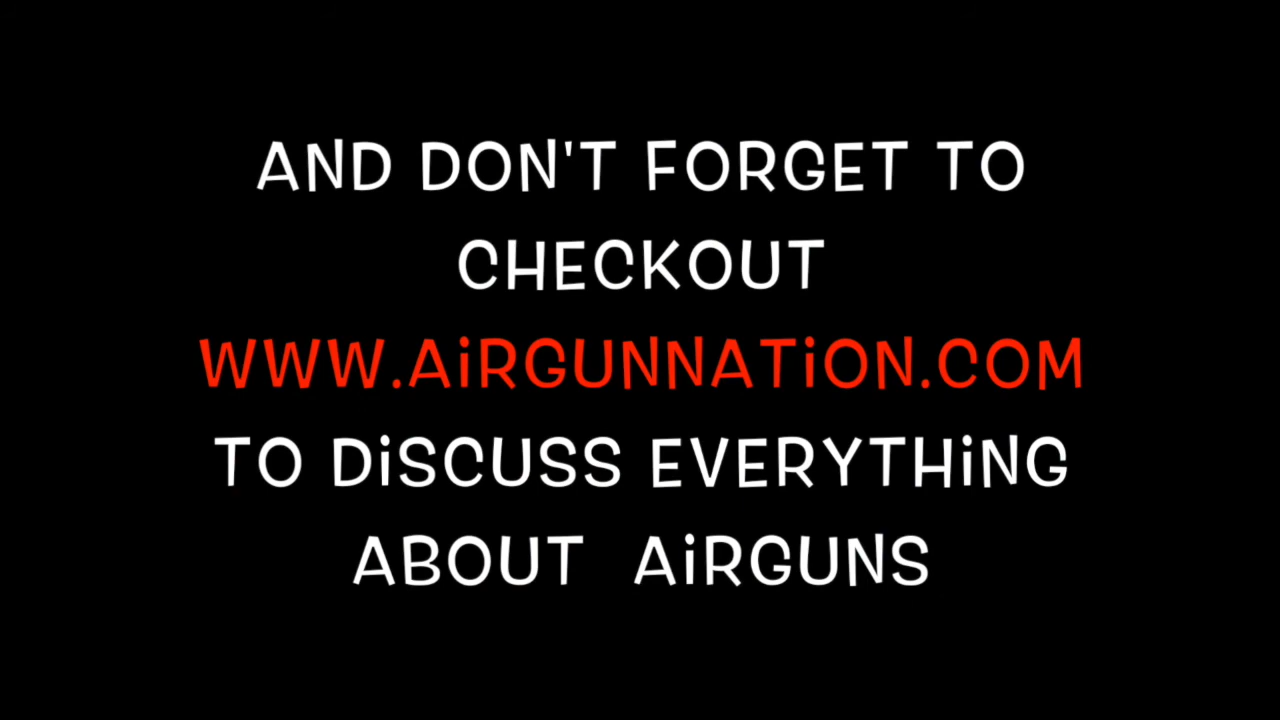 AND DON'T FORGET TO
CHECKOUT
WWW.AiRGUNNATiON.COM
TO DiSCUSS EVERYTHiNG
ABOUT AiRGUNS